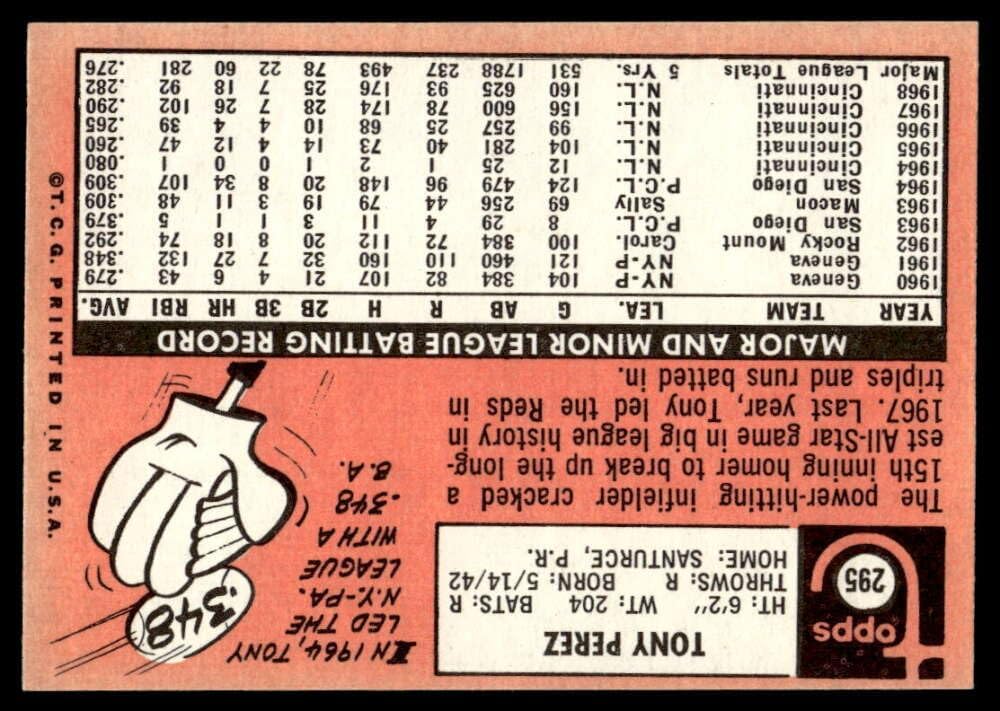 Topps
295
TONY PEREZ
HT: 6'2" WT: 204 BATS: R
THROWS: R BORN: 5/14/42
HOME: SANTURCE, P.R.
The power-hitting infielder cracked a
15th inning homer to break up the long-
est All-Star game in big league history in
1967. Last year, Tony led the Reds in
triples and runs batted in.
IN 1964, TONY
LED THE
N.Y.-PA.
LEAGUE
WITH A
.348
B.A.
.348
MAJOR AND MINOR LEAGUE BATTING RECORD
YEAR TEAM LEA. G AB R H 2B 3B HR RBI AVG.
1960 Geneva NY-P 104 384 82 107 21 4 6 43 .279
1961 Geneva NY-P 121 460 110 160 32 7 27 132 .348
1962 Rocky Mount Carol. 100 384 72 112 20 8 18 74 .292
1963 San Diego P.C.L. 8 29 4 11 3 1 1 5 .379
1963 Macon Sally 69 256 44 79 19 3 11 48 .309
1964 San Diego P.C.L. 124 479 96 148 20 8 34 107 .309
1964 Cincinnati N.L. 12 25 1 2 1 0 0 1 .080
1965 Cincinnati N.L. 104 281 40 73 14 4 12 47 .260
1966 Cincinnati N.L. 99 257 25 68 10 4 4 39 .265
1967 Cincinnati N.L. 156 600 78 174 28 7 26 102 .290
1968 Cincinnati N.L. 160 625 93 176 25 7 18 92 .282
Major League Totals 5 Yrs. 531 1788 237 493 78 22 60 281 .276
©T.C.G. PRINTED IN U.S.A.